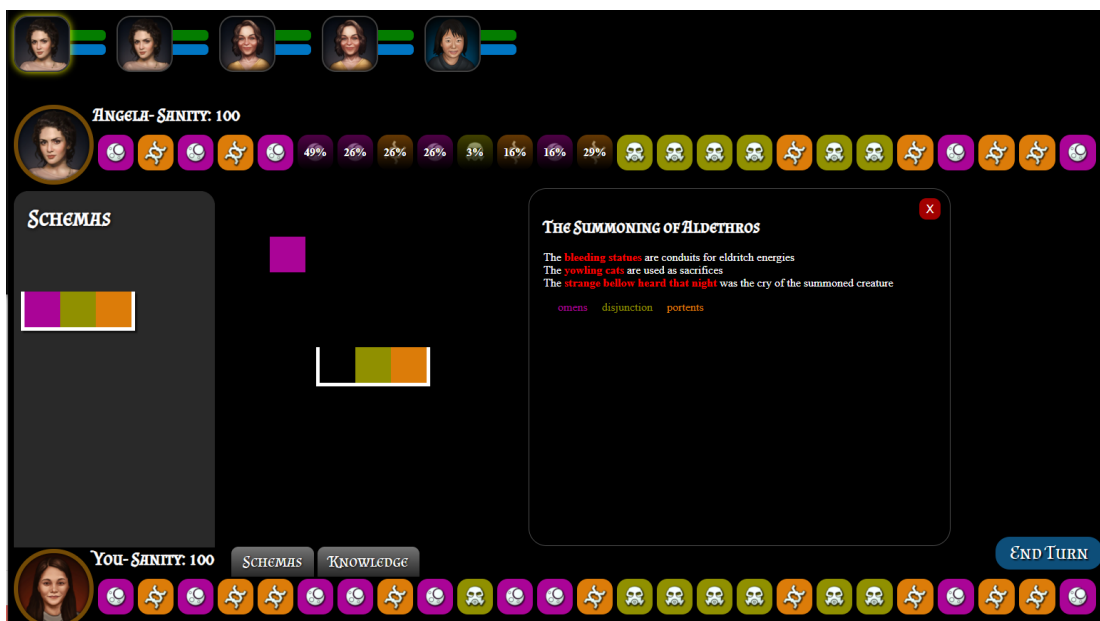 Angela- Sanity: 100
49% 26% 26% 26% 3% 16% 16% 29%
Schemas
X
The Summoning of Aldethros
The bleeding statues are conduits for eldritch energies
The yowling cats are used as sacrifices
The strange bellow heard that night was the cry of the summoned creature
omens disjunction portents
You- Sanity: 100
Schemas
Knowledge
End Turn